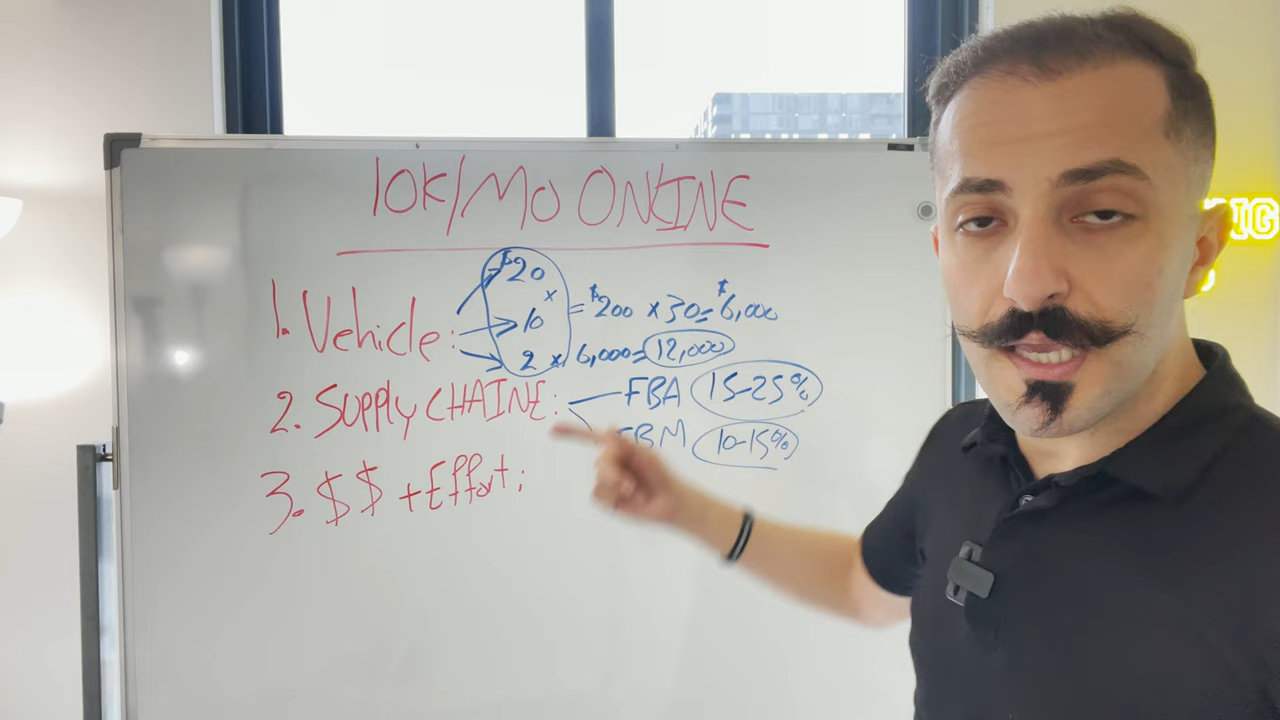 10K/MO ONLINE
$20
x
1. Vehicle: 10 = $200 x 30 = $6,000
2 x 6,000 = 12,000
2. SUPPLY CHAINE: FBA 15-25%
FBM 10-15%
3. $$ + Effort: